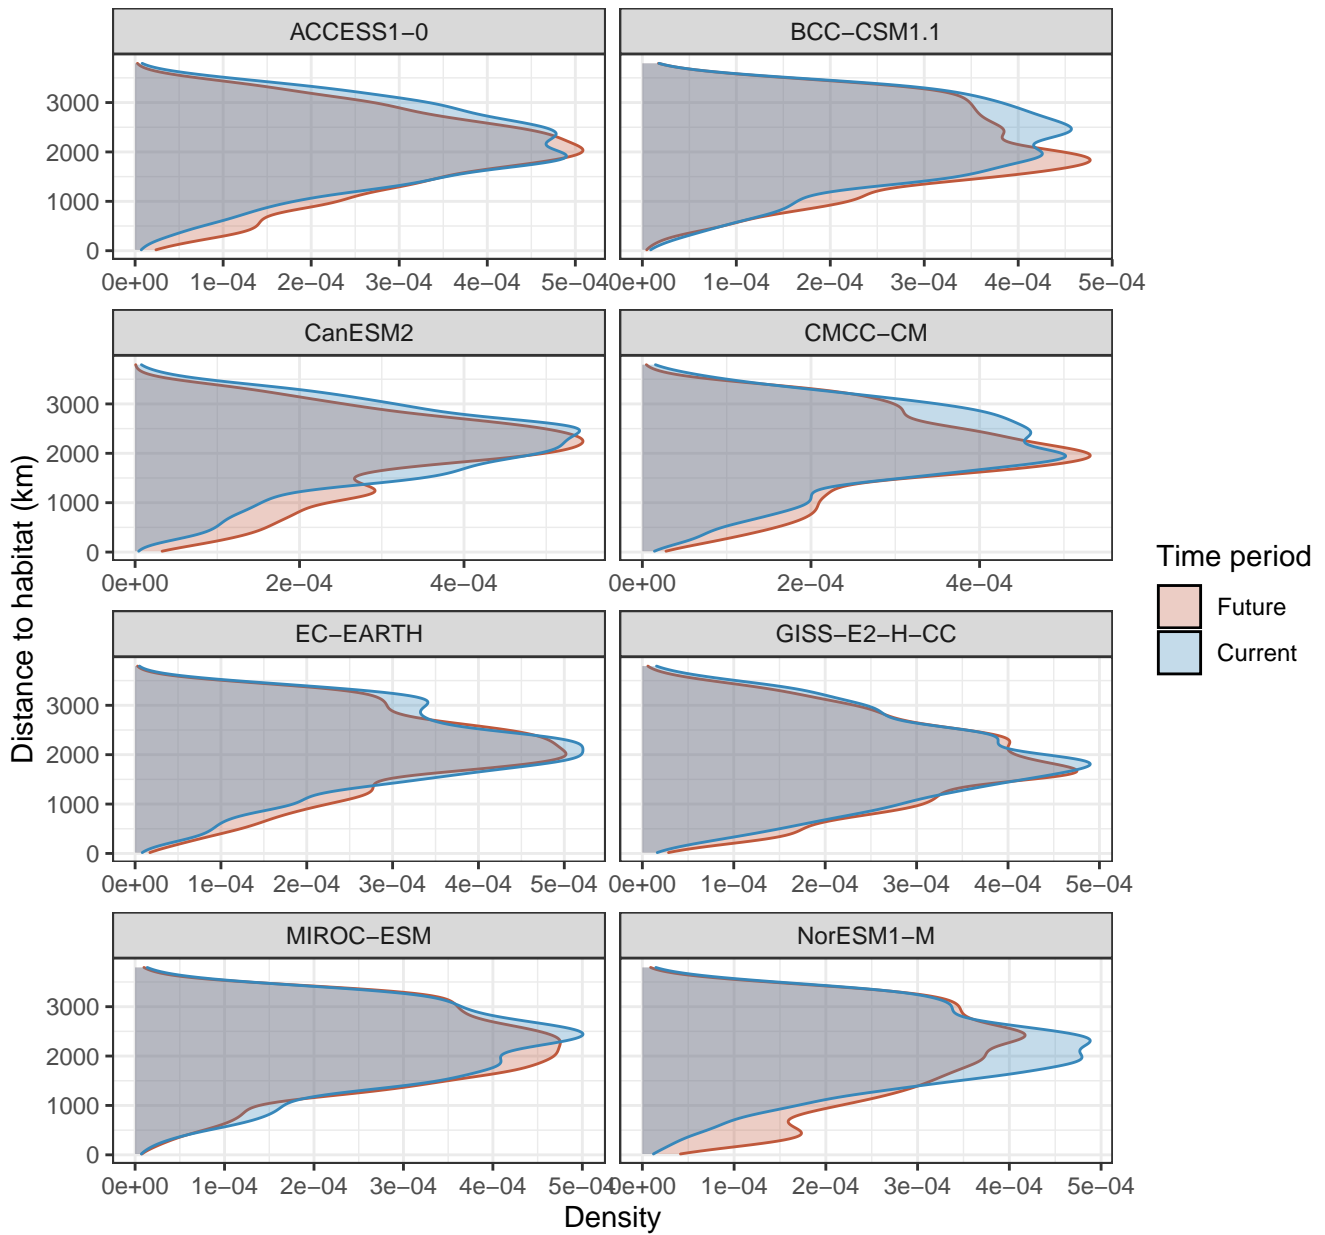 ACCESS1−0 BCC−CSM1.1
3000
2000
1000
0
0e+00 1e−04 2e−04 3e−04 4e−04 5e−04 0e+00 1e−04 2e−04 3e−04 4e−04 5e−04
CanESM2 CMCC−CM
3000
2000
1000
0
0e+00 2e−04 4e−04 0e+00 2e−04 4e−04
Distance to habitat (km)
Time period
Future
Current
EC−EARTH GISS−E2−H−CC
3000
2000
1000
0
0e+00 1e−04 2e−04 3e−04 4e−04 5e−04 0e+00 1e−04 2e−04 3e−04 4e−04 5e−04
MIROC−ESM NorESM1−M
3000
2000
1000
0
0e+00 1e−04 2e−04 3e−04 4e−04 5e−04 0e+00 1e−04 2e−04 3e−04 4e−04 5e−04
Density